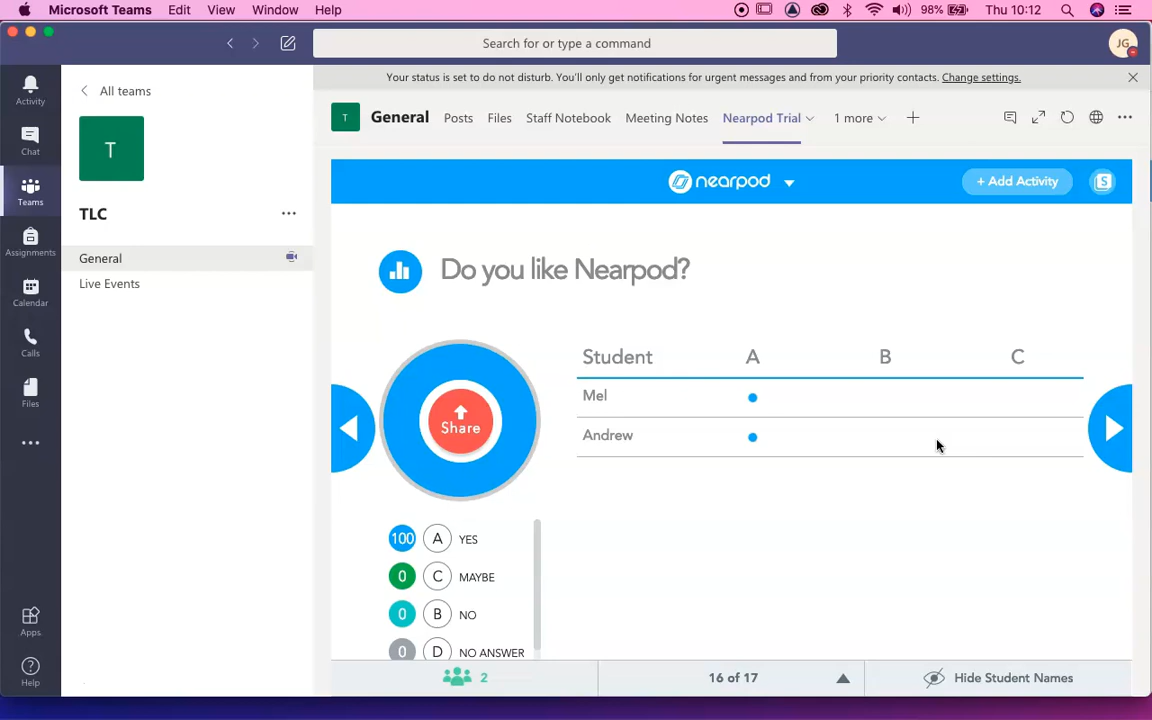 Microsoft Teams Edit View Window Help 98% Thu 10:12
Search for or type a command
JG
Activity
Chat
Teams
Assignments
Calendar
Calls
Files
Apps
Help
All teams
T
TLC
General
Live Events
Your status is set to do not disturb. You'll only get notifications for urgent messages and from your priority contacts. Change settings.
T General Posts Files Staff Notebook Meeting Notes Nearpod Trial 1 more
nearpod
+ Add Activity
S
Do you like Nearpod?
Share
Student A B C
Mel
Andrew
100 A YES
0 C MAYBE
0 B NO
0 D NO ANSWER
2
16 of 17
Hide Student Names